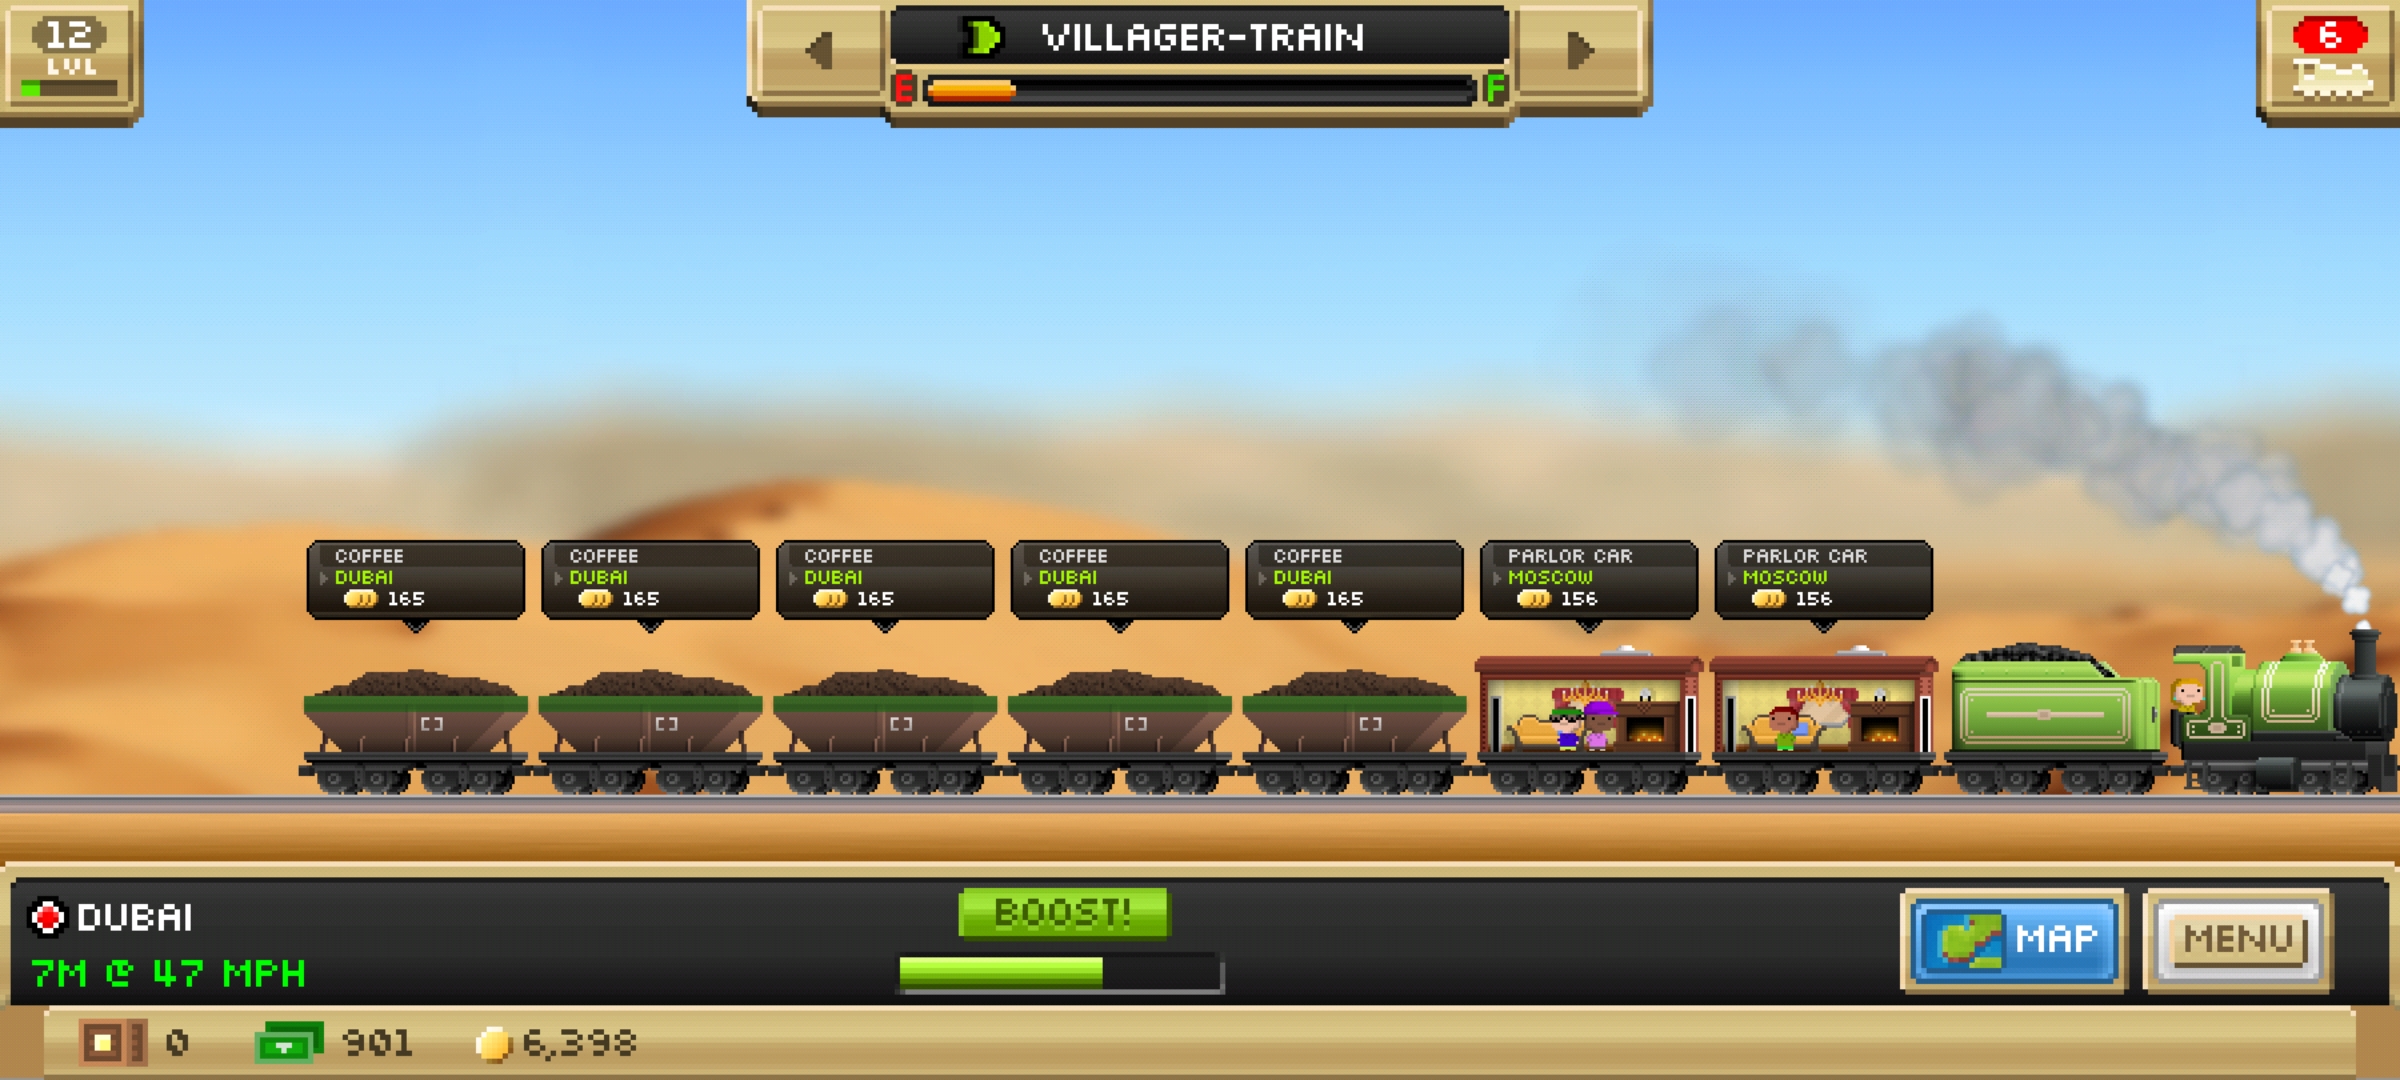 12
LVL
VILLAGER-TRAIN
E
F
6
COFFEE
DUBAI
165
COFFEE
DUBAI
165
COFFEE
DUBAI
165
COFFEE
DUBAI
165
COFFEE
DUBAI
165
PARLOR CAR
MOSCOW
156
PARLOR CAR
MOSCOW
156
DUBAI
7M @ 47 MPH
BOOST!
MAP
MENU
0
901
6,398